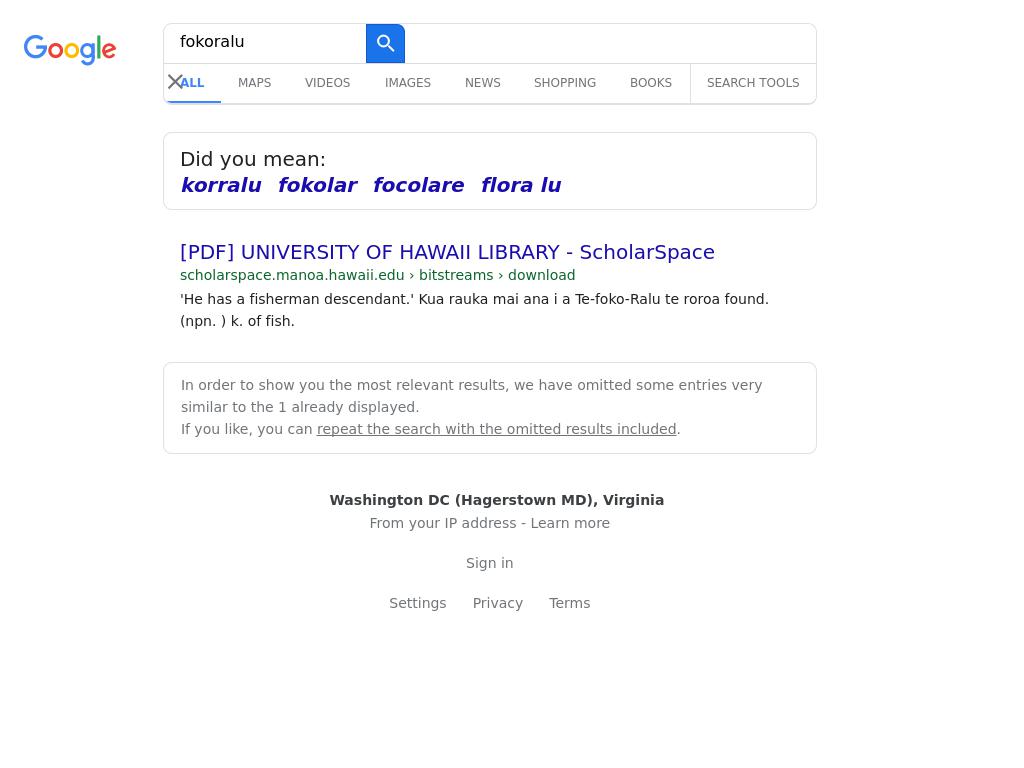 Google
fokoralu
ALL MAPS VIDEOS IMAGES NEWS SHOPPING BOOKS SEARCH TOOLS
Did you mean:
korralu fokolar focolare flora lu
[PDF] UNIVERSITY OF HAWAII LIBRARY - ScholarSpace
scholarspace.manoa.hawaii.edu › bitstreams › download
'He has a fisherman descendant.' Kua rauka mai ana i a Te-foko-Ralu te roroa found.
(npn. ) k. of fish.
In order to show you the most relevant results, we have omitted some entries very
similar to the 1 already displayed.
If you like, you can repeat the search with the omitted results included.
Washington DC (Hagerstown MD), Virginia
From your IP address - Learn more
Sign in
Settings Privacy Terms